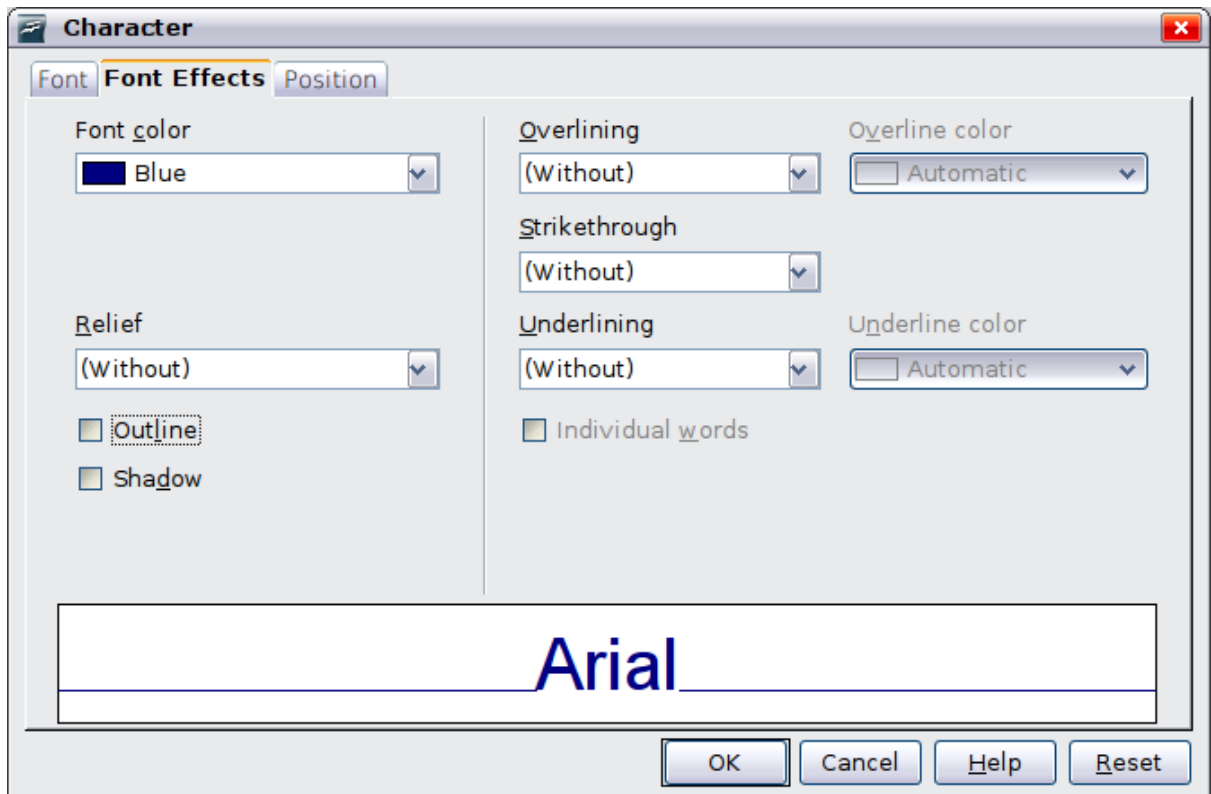 Character
Font Font Effects Position
Font color Overlining Overline color
Blue (Without) Automatic
Strikethrough
(Without)
Relief Underlining Underline color
(Without) (Without) Automatic
Outline Individual words
Shadow
Arial
OK Cancel Help Reset